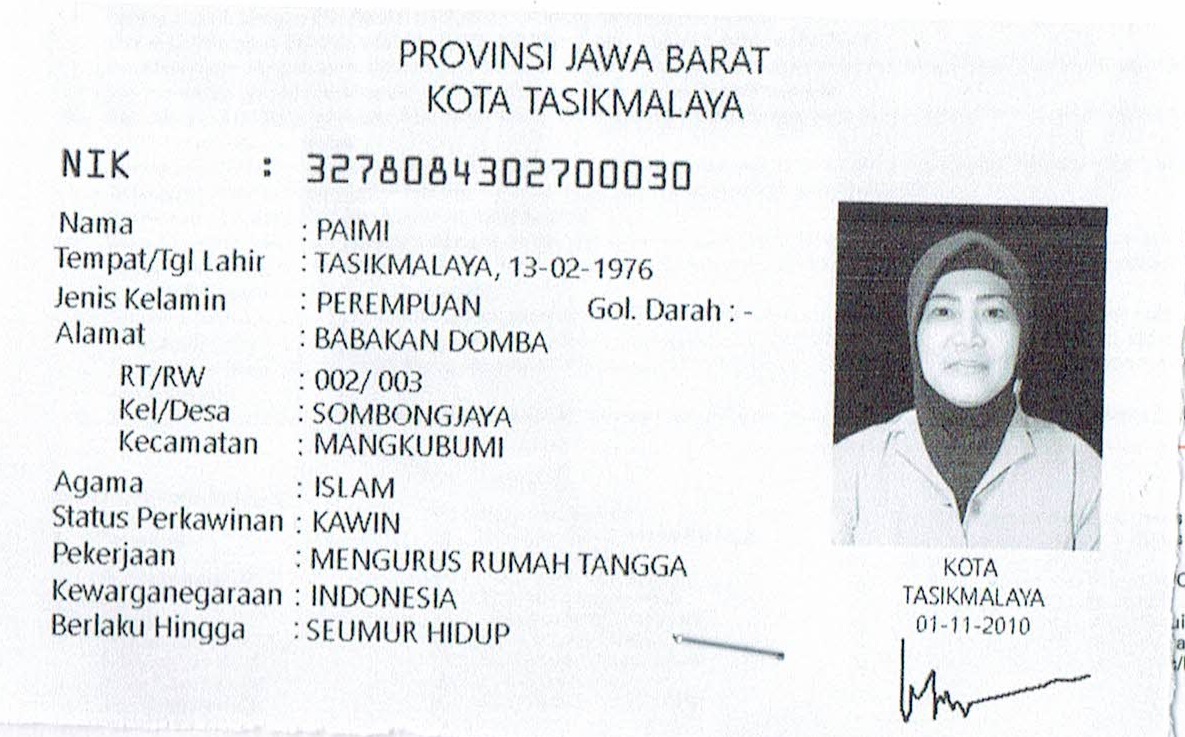 PROVINSI JAWA BARAT
KOTA TASIKMALAYA
NIK : 3278084302700030
Nama : PAIMI
Tempat/Tgl Lahir : TASIKMALAYA, 13-02-1976
Jenis Kelamin : PEREMPUAN Gol. Darah : -
Alamat : BABAKAN DOMBA
RT/RW : 002/ 003
Kel/Desa : SOMBONGJAYA
Kecamatan : MANGKUBUMI
Agama : ISLAM
Status Perkawinan : KAWIN
Pekerjaan : MENGURUS RUMAH TANGGA
Kewarganegaraan : INDONESIA
Berlaku Hingga : SEUMUR HIDUP
KOTA
TASIKMALAYA
01-11-2010